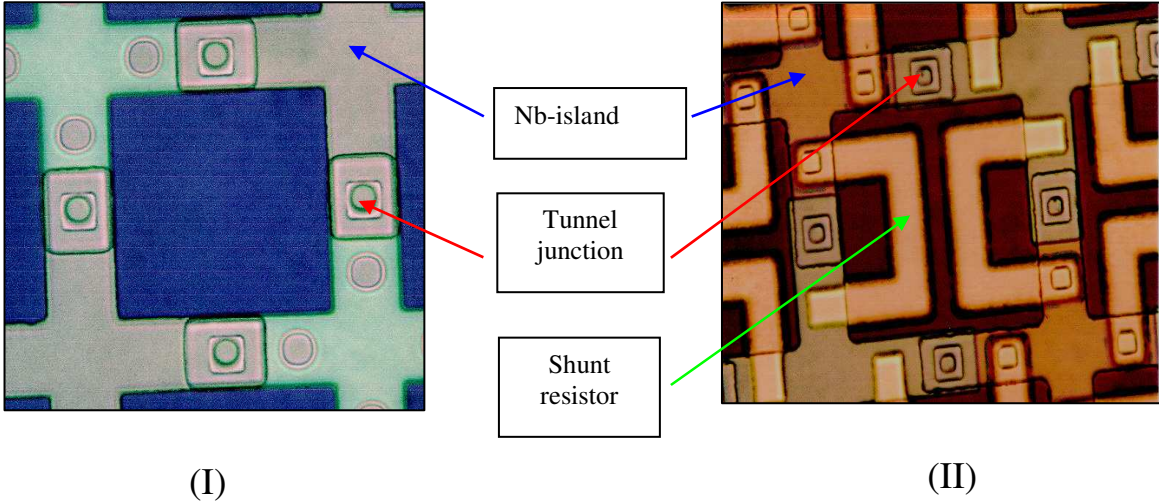 Nb-island
Tunnel
junction
Shunt
resistor
(I)
(II)